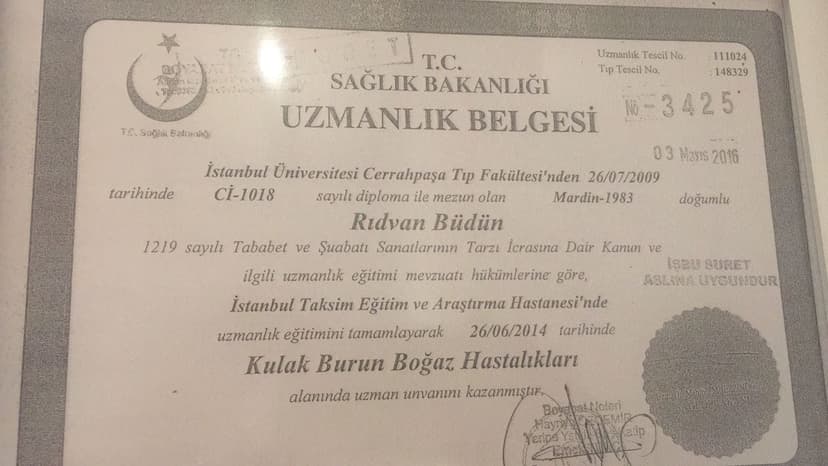 T.C.
SAĞLIK BAKANLIĞI
UZMANLIK BELGESİ
Uzmanlık Tescil No. : 111024
Tıp Tescil No. : 148329
No - 3425
03 Mayıs 2016
T.C. Sağlık Bakanlığı
İstanbul Üniversitesi Cerrahpaşa Tıp Fakültesi'nden 26/07/2009
tarihinde Cİ-1018 sayılı diploma ile mezun olan Mardin-1983 doğumlu
Rıdvan Büdün
1219 sayılı Tababet ve Şuabatı Sanatlarının Tarzı İcrasına Dair Kanun ve
ilgili uzmanlık eğitimi mevzuatı hükümlerine göre,
İŞBU SURET
ASLINA UYGUNDUR
İstanbul Taksim Eğitim ve Araştırma Hastanesi'nde
uzmanlık eğitimini tamamlayarak 26/06/2014 tarihinde
Kulak Burun Boğaz Hastalıkları
alanında uzman unvanını kazanmıştır.
Boyabat Noteri